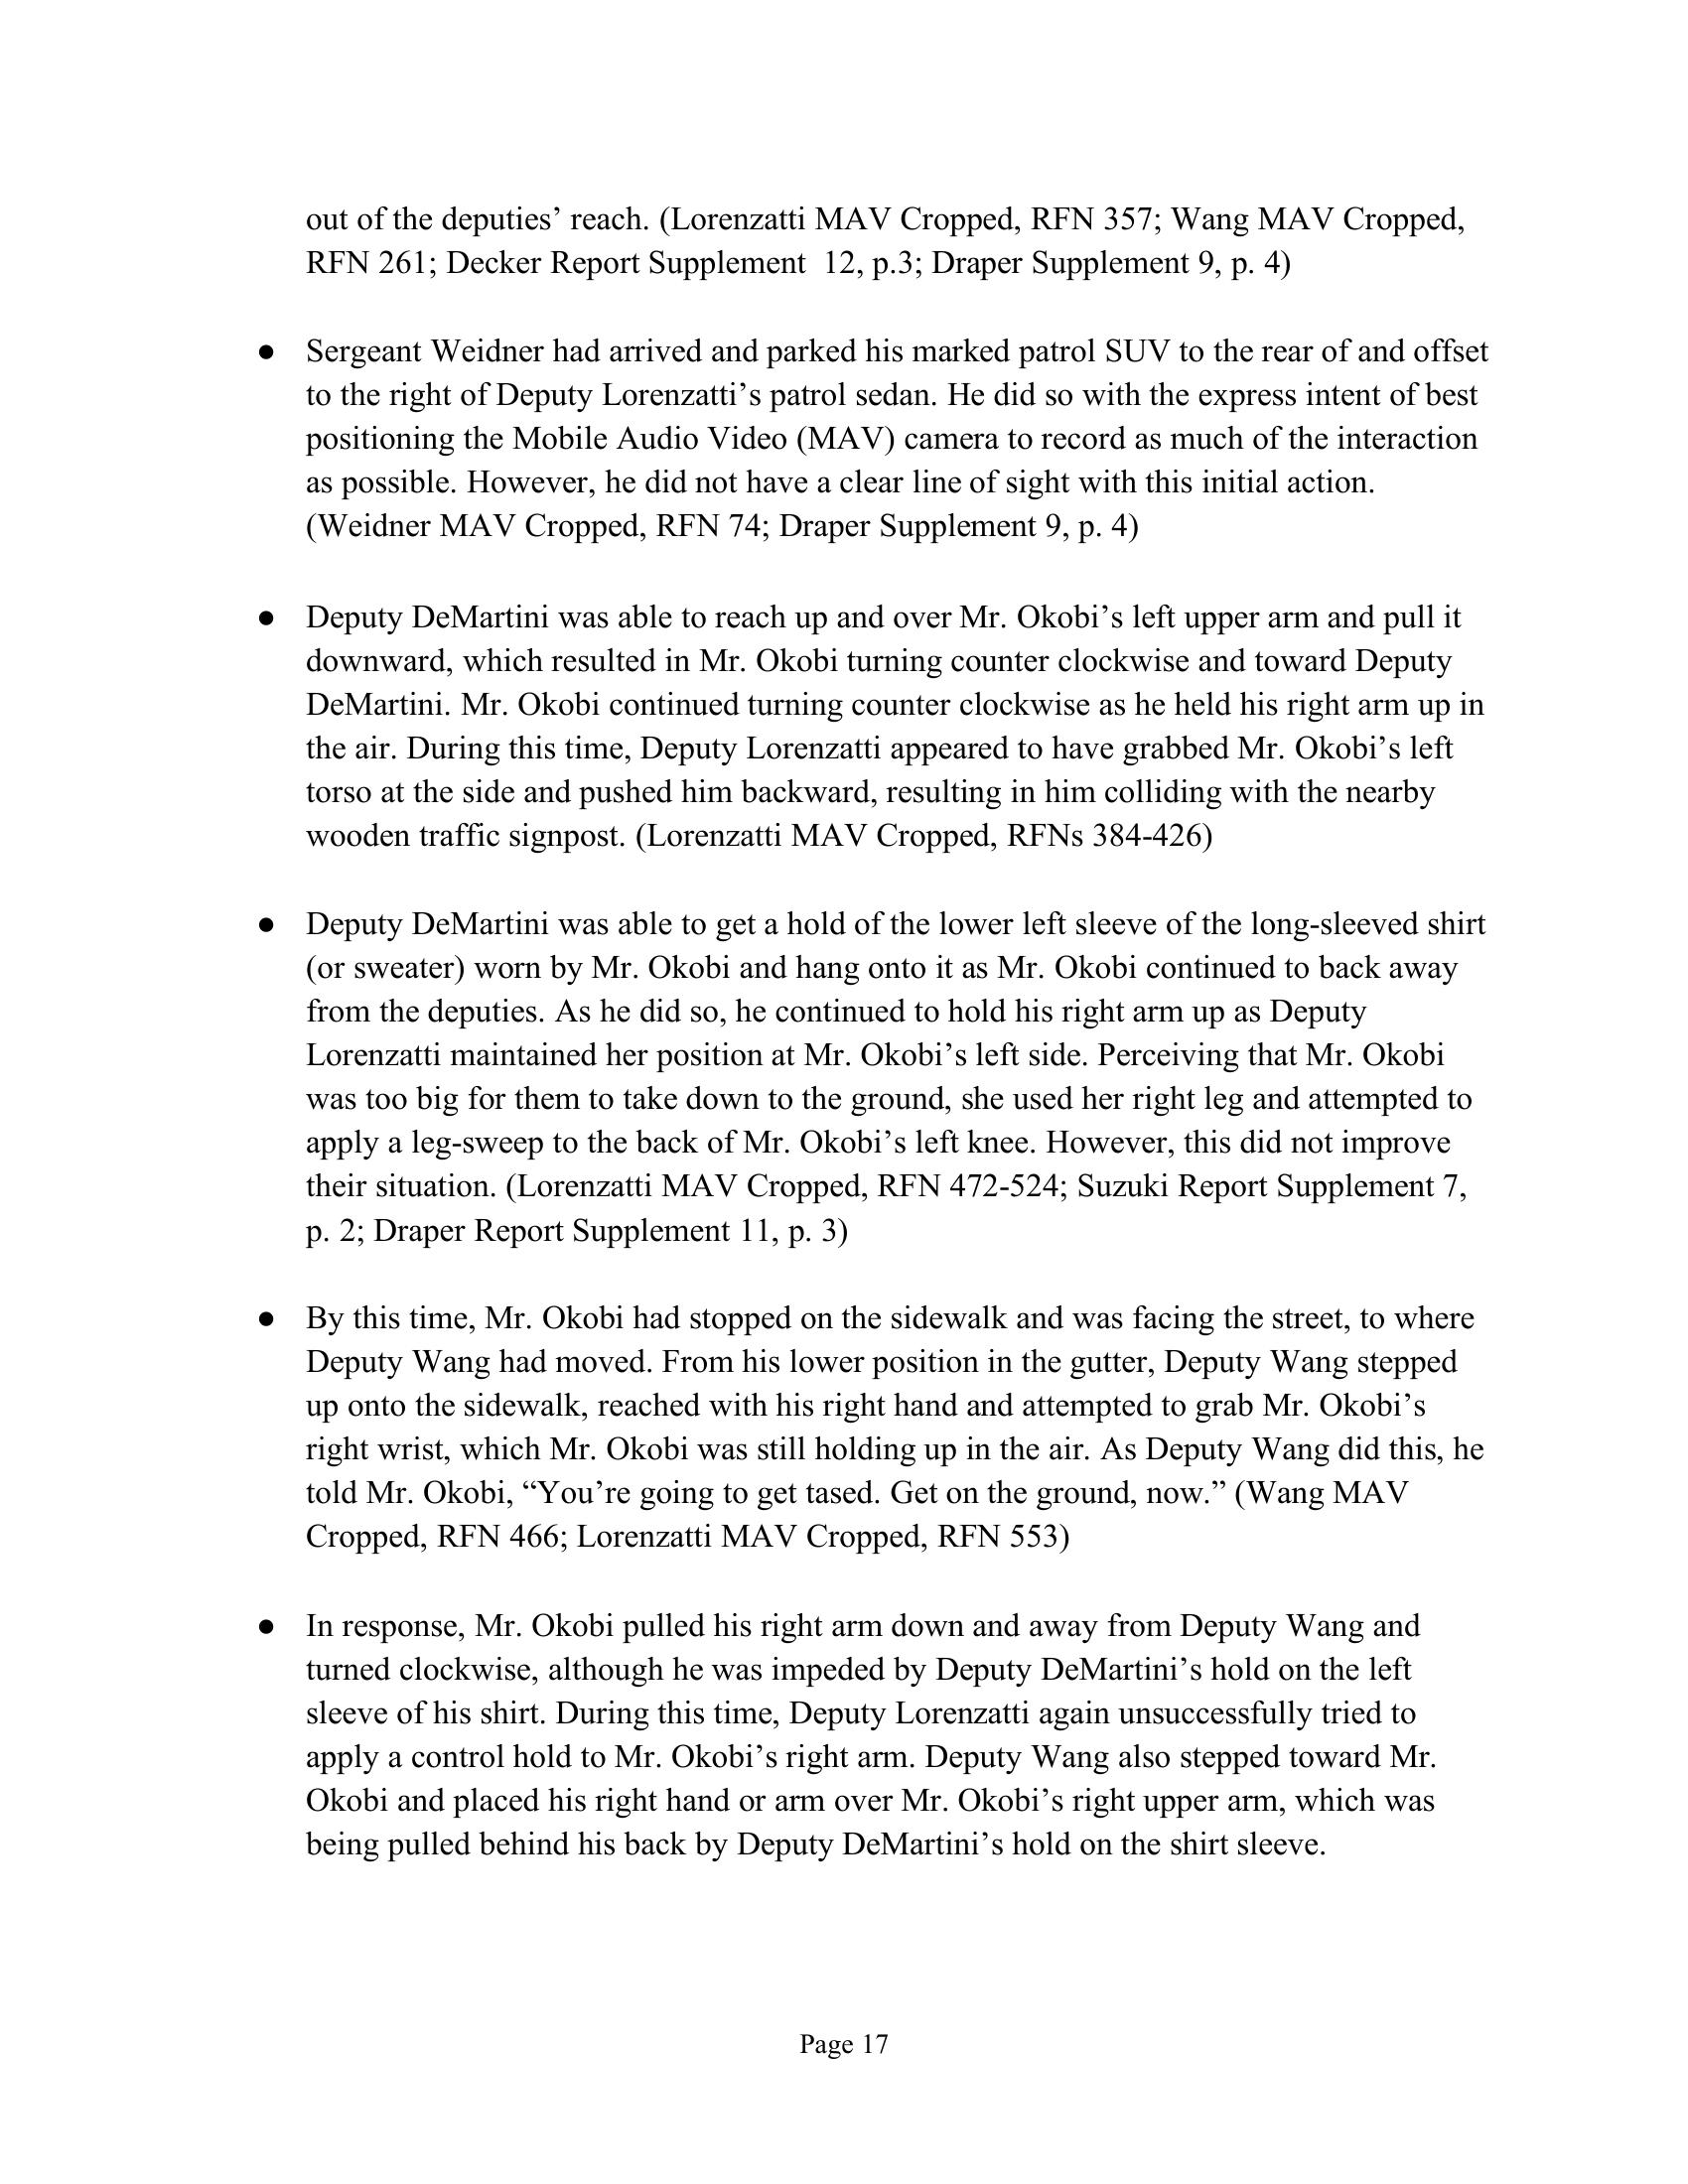 out of the deputies’ reach. (Lorenzatti MAV Cropped, RFN 357; Wang MAV Cropped,
RFN 261; Decker Report Supplement  12, p.3; Draper Supplement 9, p. 4)
● Sergeant Weidner had arrived and parked his marked patrol SUV to the rear of and offset
to the right of Deputy Lorenzatti’s patrol sedan. He did so with the express intent of best
positioning the Mobile Audio Video (MAV) camera to record as much of the interaction
as possible. However, he did not have a clear line of sight with this initial action.
(Weidner MAV Cropped, RFN 74; Draper Supplement 9, p. 4)
● Deputy DeMartini was able to reach up and over Mr. Okobi’s left upper arm and pull it
downward, which resulted in Mr. Okobi turning counter clockwise and toward Deputy
DeMartini. Mr. Okobi continued turning counter clockwise as he held his right arm up in
the air. During this time, Deputy Lorenzatti appeared to have grabbed Mr. Okobi’s left
torso at the side and pushed him backward, resulting in him colliding with the nearby
wooden traffic signpost. (Lorenzatti MAV Cropped, RFNs 384-426)
● Deputy DeMartini was able to get a hold of the lower left sleeve of the long-sleeved shirt
(or sweater) worn by Mr. Okobi and hang onto it as Mr. Okobi continued to back away
from the deputies. As he did so, he continued to hold his right arm up as Deputy
Lorenzatti maintained her position at Mr. Okobi’s left side. Perceiving that Mr. Okobi
was too big for them to take down to the ground, she used her right leg and attempted to
apply a leg-sweep to the back of Mr. Okobi’s left knee. However, this did not improve
their situation. (Lorenzatti MAV Cropped, RFN 472-524; Suzuki Report Supplement 7,
p. 2; Draper Report Supplement 11, p. 3)
● By this time, Mr. Okobi had stopped on the sidewalk and was facing the street, to where
Deputy Wang had moved. From his lower position in the gutter, Deputy Wang stepped
up onto the sidewalk, reached with his right hand and attempted to grab Mr. Okobi’s
right wrist, which Mr. Okobi was still holding up in the air. As Deputy Wang did this, he
told Mr. Okobi, “You’re going to get tased. Get on the ground, now.” (Wang MAV
Cropped, RFN 466; Lorenzatti MAV Cropped, RFN 553)
● In response, Mr. Okobi pulled his right arm down and away from Deputy Wang and
turned clockwise, although he was impeded by Deputy DeMartini’s hold on the left
sleeve of his shirt. During this time, Deputy Lorenzatti again unsuccessfully tried to
apply a control hold to Mr. Okobi’s right arm. Deputy Wang also stepped toward Mr.
Okobi and placed his right hand or arm over Mr. Okobi’s right upper arm, which was
being pulled behind his back by Deputy DeMartini’s hold on the shirt sleeve.
Page 17